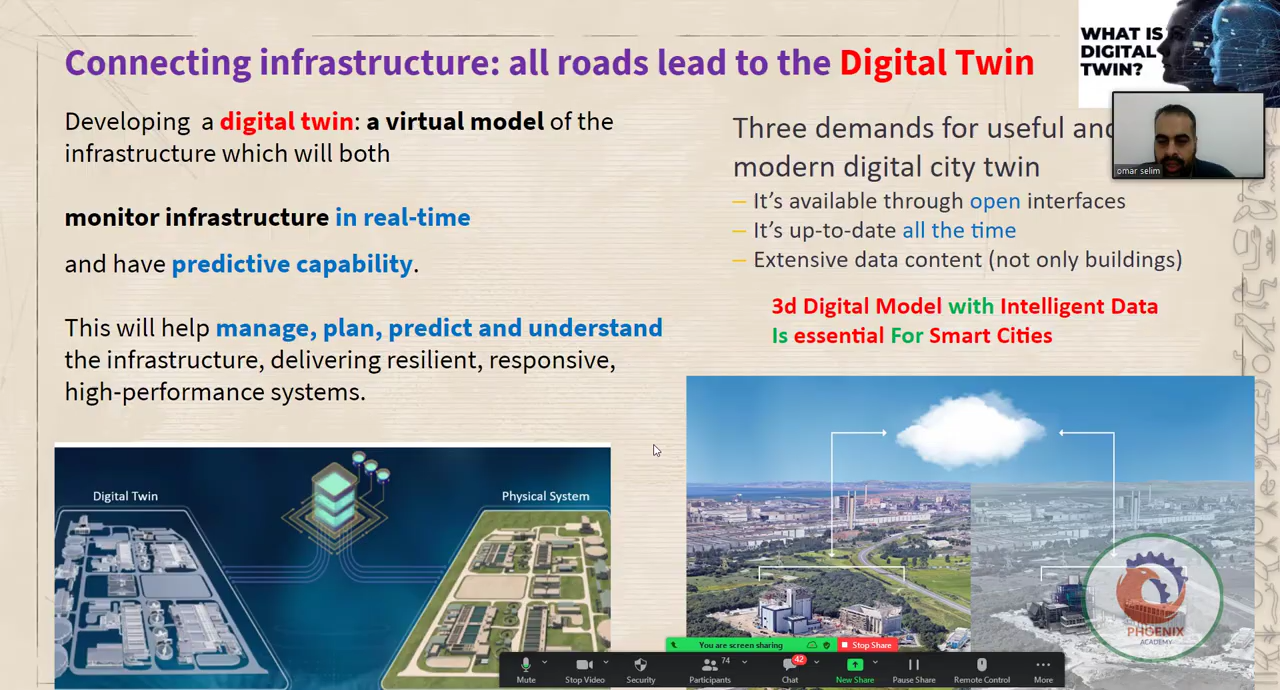 Connecting infrastructure: all roads lead to the Digital Twin
WHAT IS
DIGITAL
TWIN?
Developing a digital twin: a virtual model of the
infrastructure which will both
monitor infrastructure in real-time
and have predictive capability.
This will help manage, plan, predict and understand
the infrastructure, delivering resilient, responsive,
high-performance systems.
Three demands for useful and
modern digital city twin
– It's available through open interfaces
– It's up-to-date all the time
– Extensive data content (not only buildings)
3d Digital Model with Intelligent Data
Is essential For Smart Cities
omar selim
Digital Twin
Physical System
PHOENIX
ACADEMY
You are screen sharing
Stop Share
Mute
Stop Video
Security
Participants
74
Chat
42
New Share
Pause Share
Remote Control
More